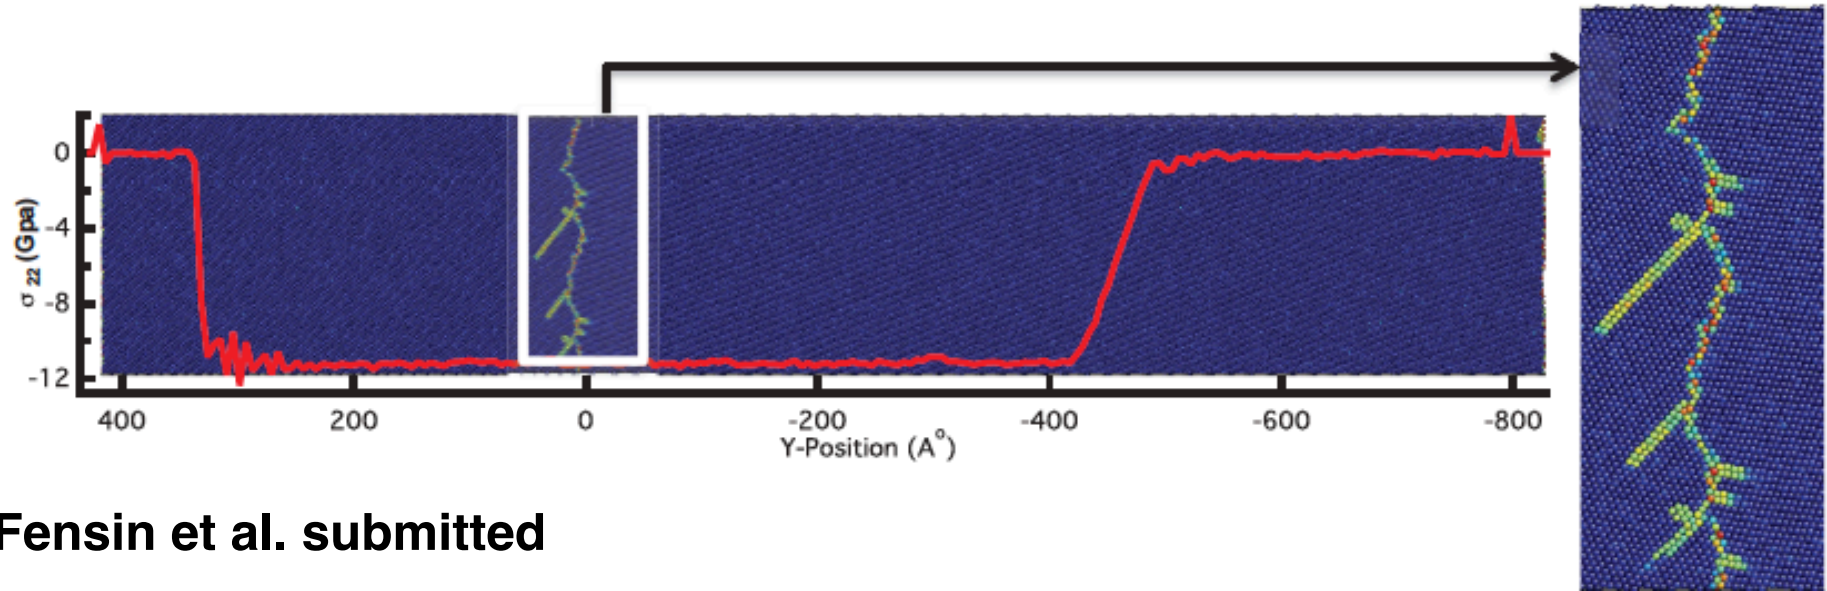 0
-4
-8
-12
σ 22 (Gpa)
400 200 0 -200 -400 -600 -800
Y-Position (A°)
Fensin et al. submitted